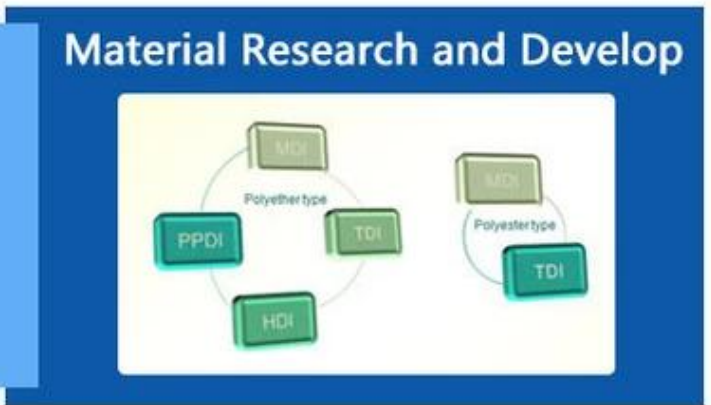 Material Research and Develop
MDI
Polyether type
PPDI
TDI
HDI
MDI
Polyester type
TDI